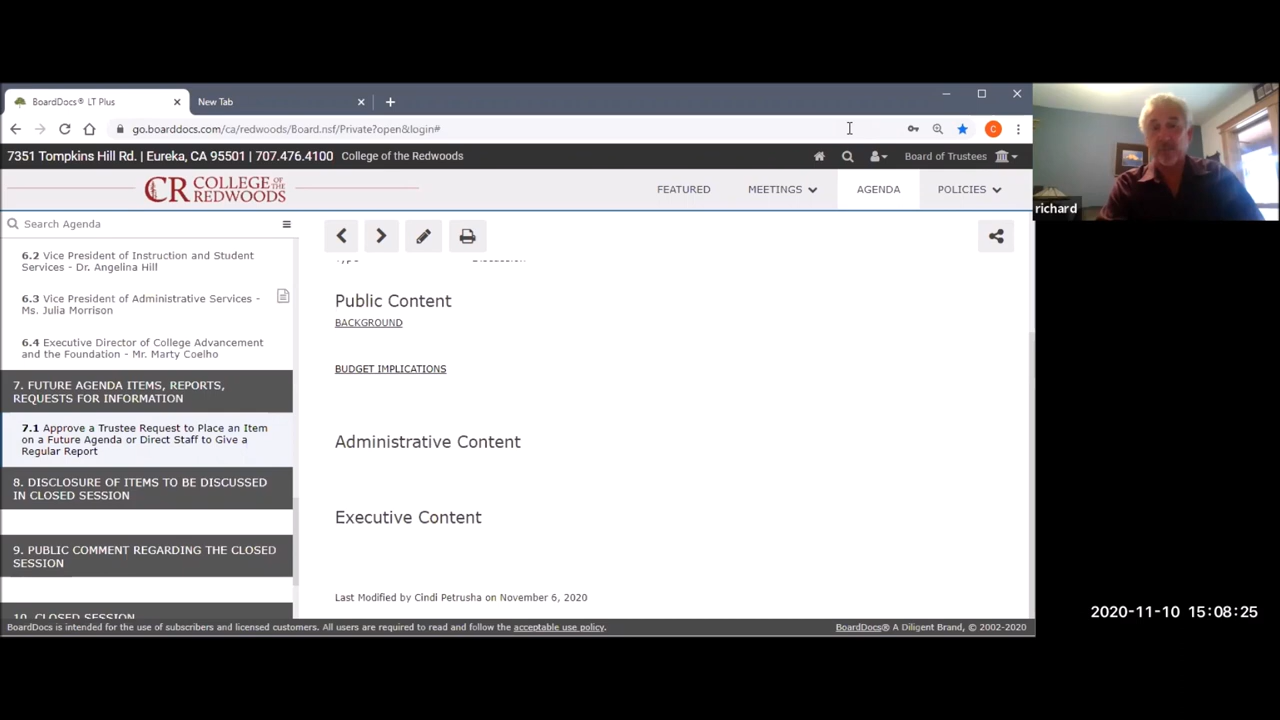 BoardDocs® LT Plus
New Tab
go.boarddocs.com/ca/redwoods/Board.nsf/Private?open&login#
C
7351 Tompkins Hill Rd. | Eureka, CA 95501 | 707.476.4100 College of the Redwoods
Board of Trustees
CR COLLEGE OF THE REDWOODS
FEATURED MEETINGS AGENDA POLICIES
Search Agenda
6.2 Vice President of Instruction and Student
Services - Dr. Angelina Hill
6.3 Vice President of Administrative Services -
Ms. Julia Morrison
6.4 Executive Director of College Advancement
and the Foundation - Mr. Marty Coelho
7. FUTURE AGENDA ITEMS, REPORTS,
REQUESTS FOR INFORMATION
7.1 Approve a Trustee Request to Place an Item
on a Future Agenda or Direct Staff to Give a
Regular Report
8. DISCLOSURE OF ITEMS TO BE DISCUSSED
IN CLOSED SESSION
9. PUBLIC COMMENT REGARDING THE CLOSED
SESSION
10. CLOSED SESSION
Type Discussion
Public Content
BACKGROUND
BUDGET IMPLICATIONS
Administrative Content
Executive Content
Last Modified by Cindi Petrusha on November 6, 2020
BoardDocs is intended for the use of subscribers and licensed customers. All users are required to read and follow the acceptable use policy.
BoardDocs® A Diligent Brand, © 2002-2020
richard
2020-11-10 15:08:25